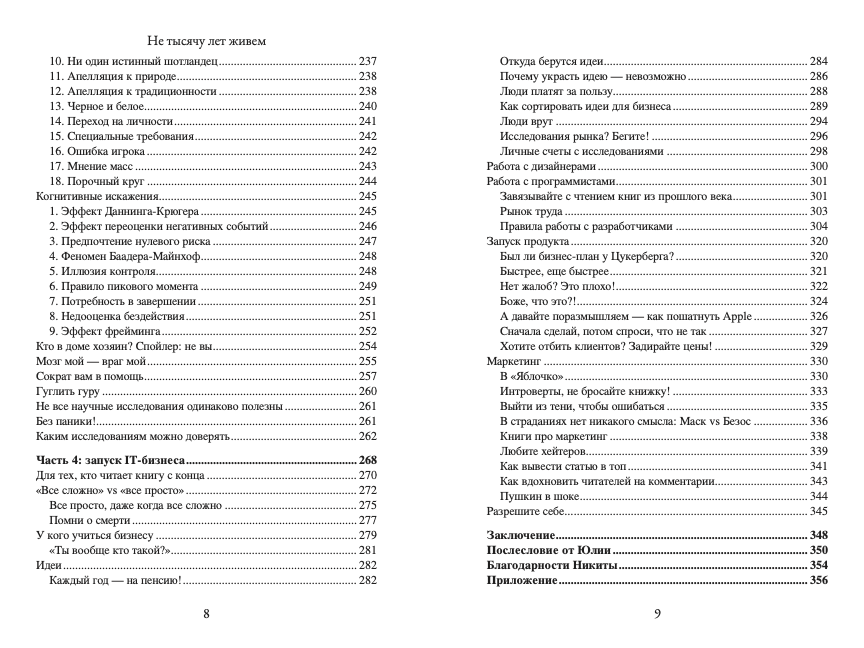 Не тысячу лет живем
10. Ни один истинный шотландец 237
11. Апелляция к природе 238
12. Апелляция к традиционности 238
13. Черное и белое 240
14. Переход на личности 241
15. Специальные требования 242
16. Ошибка игрока 242
17. Мнение масс 243
18. Порочный круг 244
Когнитивные искажения 245
1. Эффект Даннинга-Крюгера 245
2. Эффект переоценки негативных событий 246
3. Предпочтение нулевого риска 247
4. Феномен Баадера-Майнхоф 248
5. Иллюзия контроля 248
6. Правило пикового момента 249
7. Потребность в завершении 251
8. Недооценка бездействия 251
9. Эффект фрейминга 252
Кто в доме хозяин? Спойлер: не вы 254
Мозг мой — враг мой 255
Сократ вам в помощь 257
Гуглить гуру 260
Не все научные исследования одинаково полезны 261
Без паники! 261
Каким исследованиям можно доверять 262
Часть 4: запуск IT-бизнеса 268
Для тех, кто читает книгу с конца 270
«Все сложно» vs «все просто» 272
Все просто, даже когда все сложно 275
Помни о смерти 277
У кого учиться бизнесу 279
«Ты вообще кто такой?» 281
Идеи 282
Каждый год — на пенсию! 282
8
Откуда берутся идеи 284
Почему украсть идею — невозможно 286
Люди платят за пользу 288
Как сортировать идеи для бизнеса 289
Люди врут 294
Исследования рынка? Бегите! 296
Личные счеты с исследованиями 298
Работа с дизайнерами 300
Работа с программистами 301
Завязывайте с чтением книг из прошлого века 301
Рынок труда 303
Правила работы с разработчиками 304
Запуск продукта 320
Был ли бизнес-план у Цукерберга? 320
Быстрее, еще быстрее 321
Нет жалоб? Это плохо! 322
Боже, что это?! 324
А давайте поразмышляем — как пошатнуть Apple 326
Сначала сделай, потом спроси, что не так 327
Хотите отбить клиентов? Задирайте цены! 329
Маркетинг 330
В «Яблочко» 330
Интроверты, не бросайте книжку! 333
Выйти из тени, чтобы ошибаться 335
В страданиях нет никакого смысла: Маск vs Безос 336
Книги про маркетинг 338
Любите хейтеров 339
Как вывести статью в топ 341
Как вдохновить читателей на комментарии 343
Пушкин в шоке 344
Разрешите себе 345
Заключение 348
Послесловие от Юлии 350
Благодарности Никиты 354
Приложение 356
9